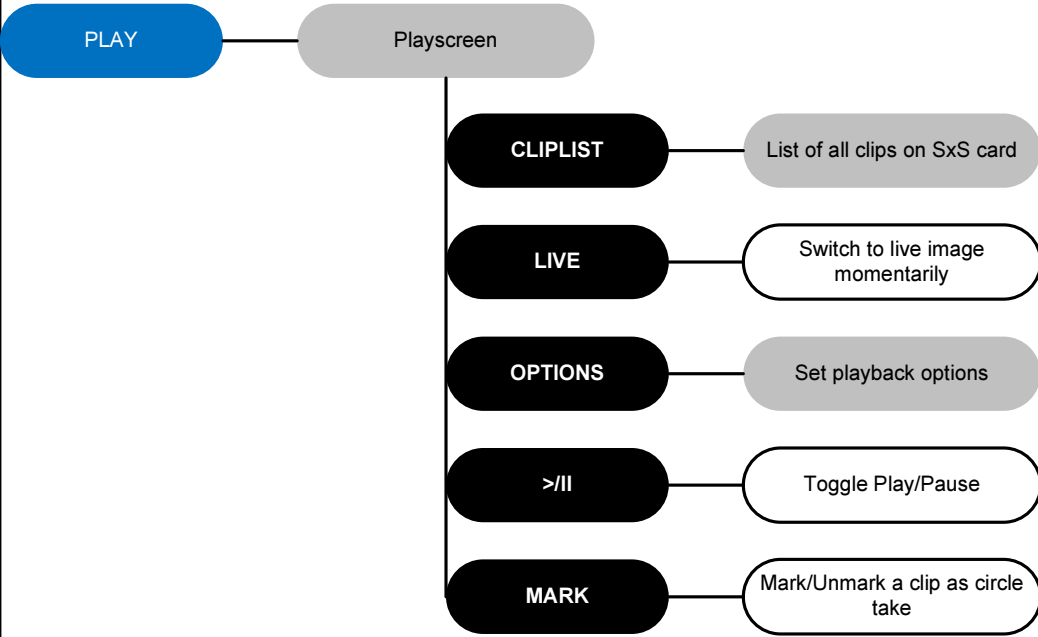 PLAY
Playscreen
CLIPLIST
List of all clips on SxS card
LIVE
Switch to live image
momentarily
OPTIONS
Set playback options
>/II
Toggle Play/Pause
MARK
Mark/Unmark a clip as circle
take